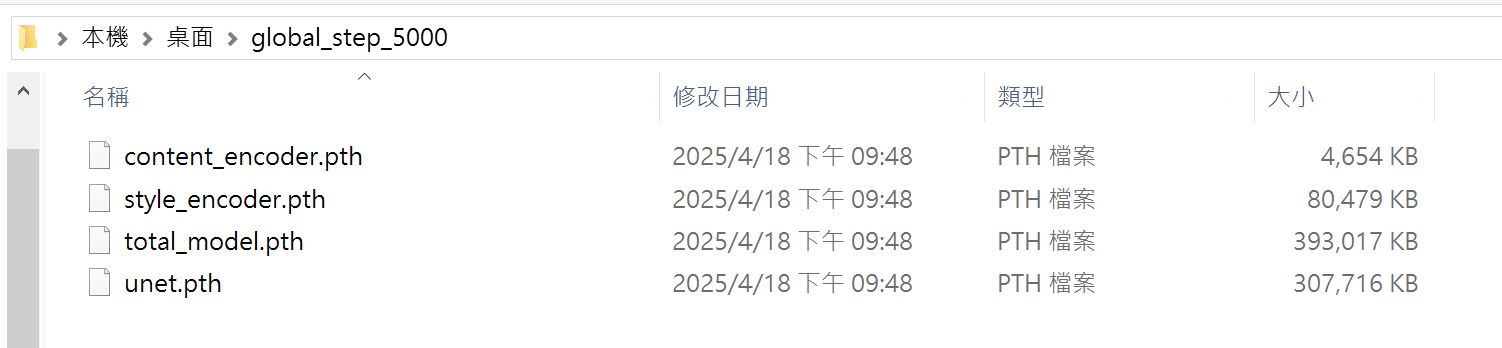 本機 桌面 global_step_5000
名稱 修改日期 類型 大小
content_encoder.pth 2025/4/18 下午 09:48 PTH 檔案 4,654 KB
style_encoder.pth 2025/4/18 下午 09:48 PTH 檔案 80,479 KB
total_model.pth 2025/4/18 下午 09:48 PTH 檔案 393,017 KB
unet.pth 2025/4/18 下午 09:48 PTH 檔案 307,716 KB